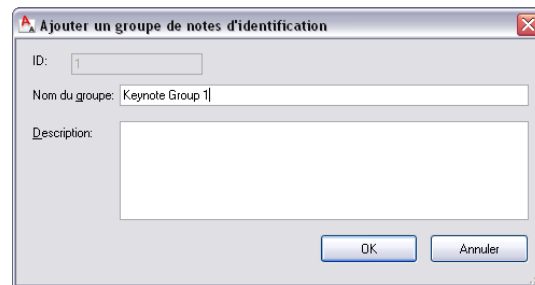 Ajouter un groupe de notes d'identification
ID: 1
Nom du groupe: Keynote Group 1
Description:
OK Annuler